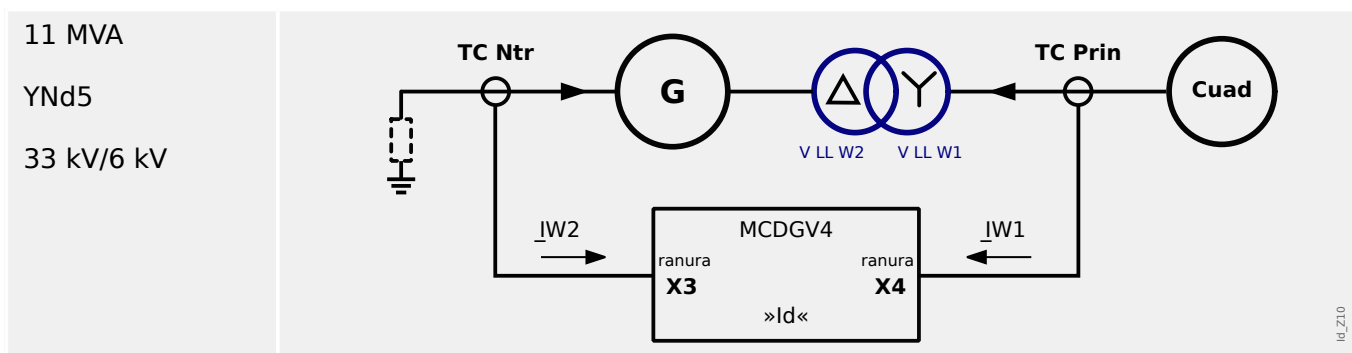 11 MVA
YNd5
33 kV/6 kV
TC Ntr
TC Prin
G
Cuad
V LL W2
V LL W1
_IW2
_IW1
MCDGV4
ranura
X3
ranura
X4
»Id«
Id_Z10